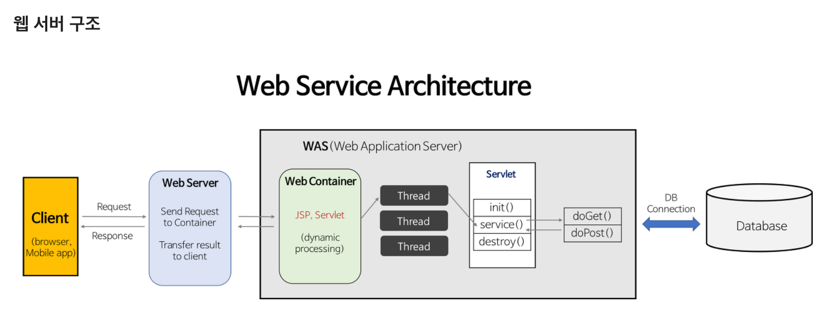 웹 서버 구조
Web Service Architecture
WAS(Web Application Server)
Client
(browser,
Mobile app)
Request
Response
Web Server
Send Request
to Container
Transfer result
to client
Web Container
JSP, Servlet
(dynamic
processing)
Thread
Thread
Thread
Servlet
init()
service()
destroy()
doGet()
doPost()
DB
Connection
Database